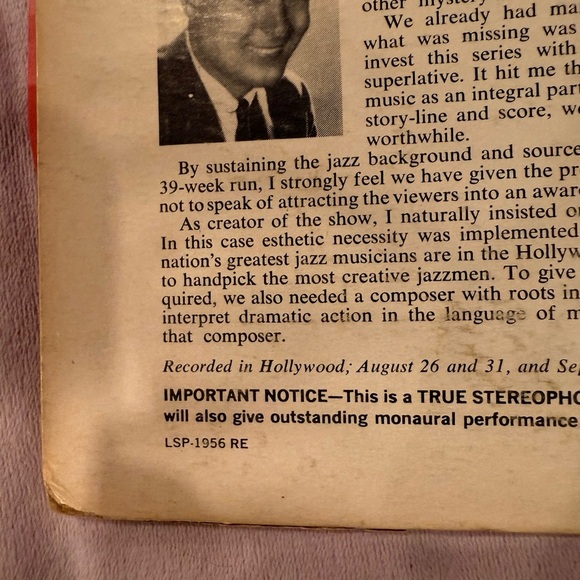 other mystery
We already had ma
what was missing was
invest this series with
superlative. It hit me th
music as an integral par
story-line and score, we
worthwhile.
By sustaining the jazz background and source
39-week run, I strongly feel we have given the pr
not to speak of attracting the viewers into an awar
As creator of the show, I naturally insisted o
In this case esthetic necessity was implemented
nation's greatest jazz musicians are in the Hollyw
to handpick the most creative jazzmen. To give
quired, we also needed a composer with roots in
interpret dramatic action in the language of m
that composer.
Recorded in Hollywood; August 26 and 31, and Sep
IMPORTANT NOTICE—This is a TRUE STEREOPHO
will also give outstanding monaural performance
LSP-1956 RE